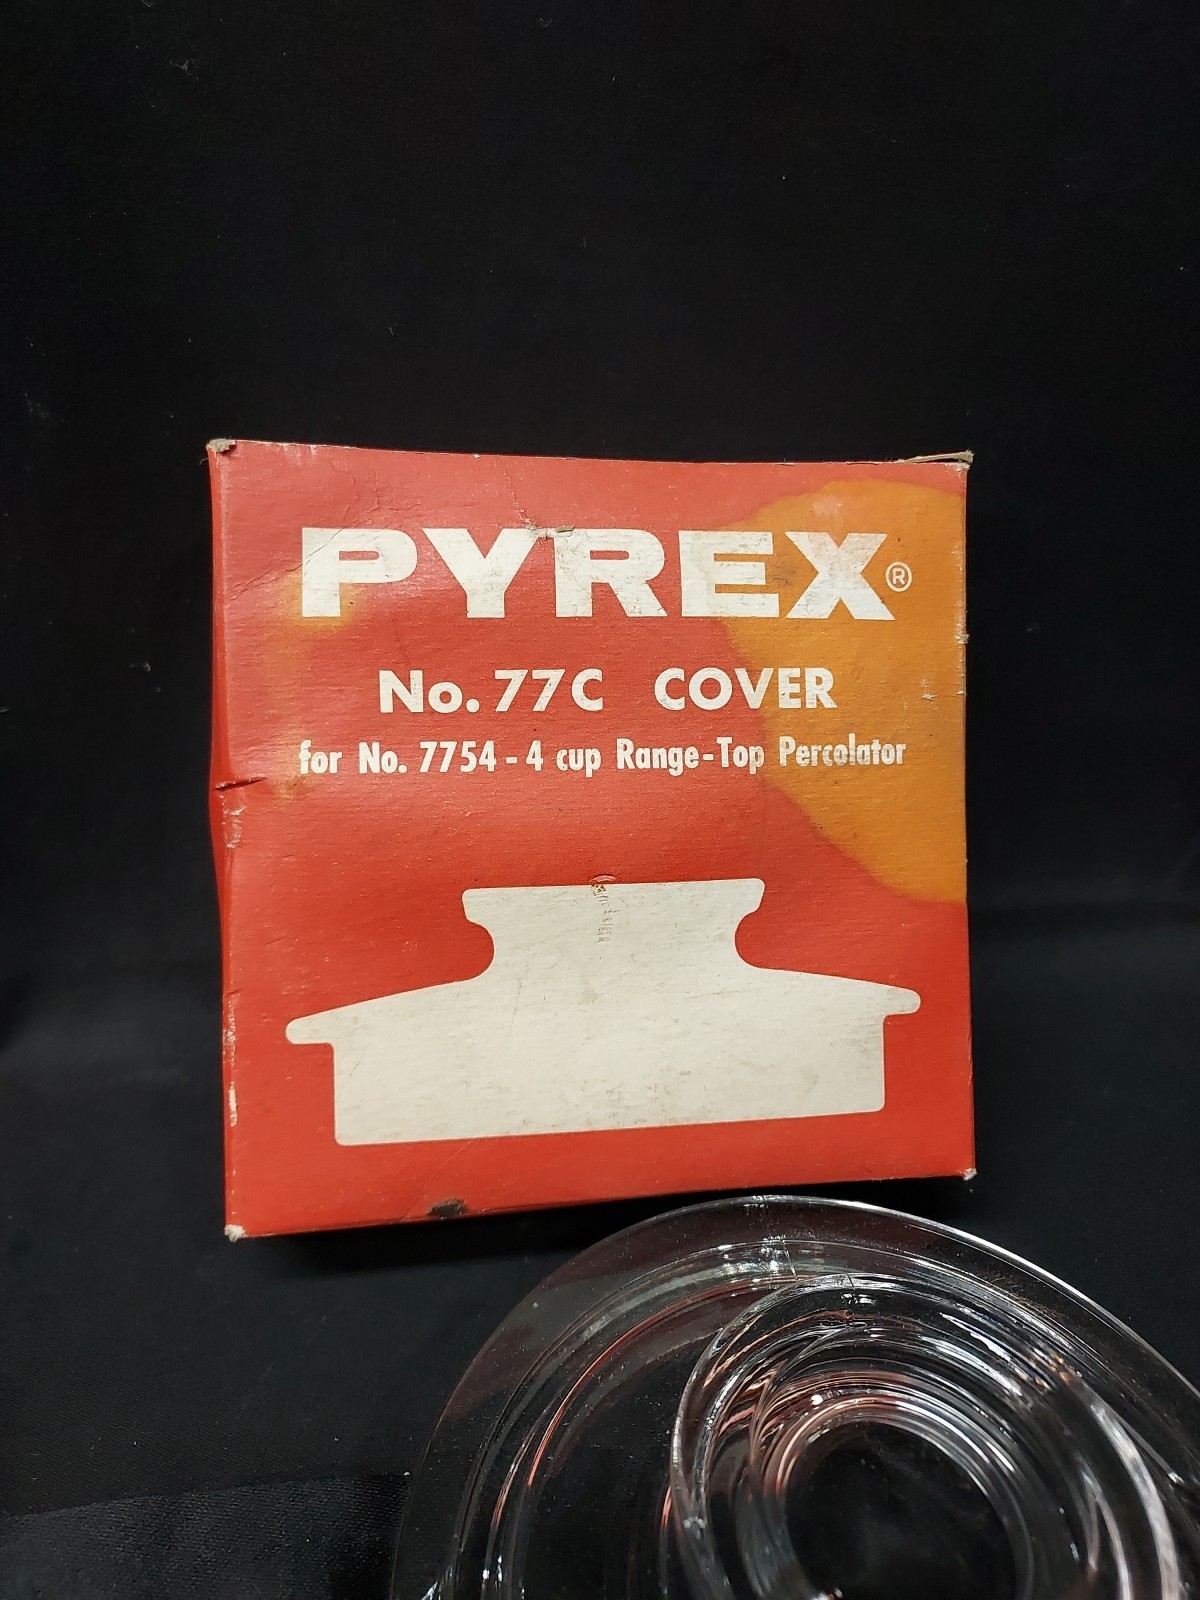 PYREX®
No. 77C COVER
for No. 7754 - 4 cup Range-Top Percolator